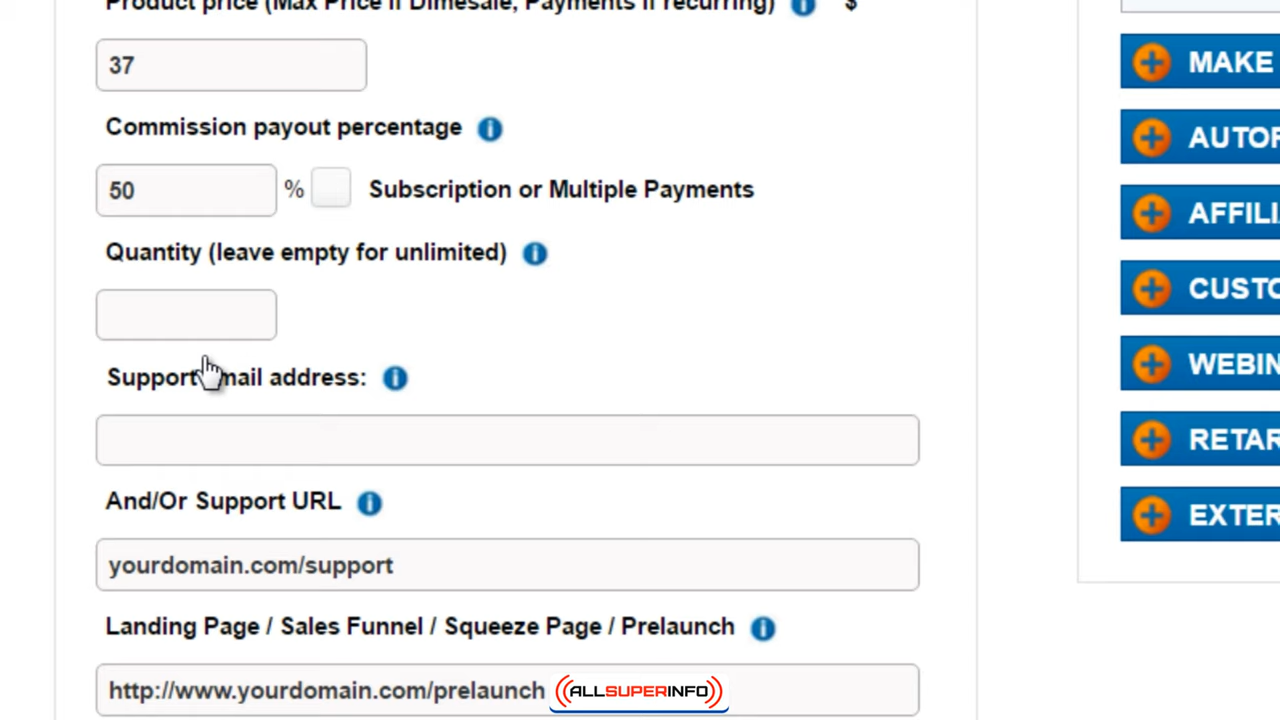 Product price (Max Price if Dimesale, Payments if recurring) $
37
MAKE
Commission payout percentage
AUTOR
50 % Subscription or Multiple Payments
AFFILI
Quantity (leave empty for unlimited)
CUSTO
WEBIN
Support mail address:
RETAR
And/Or Support URL
EXTER
yourdomain.com/support
Landing Page / Sales Funnel / Squeeze Page / Prelaunch
http://www.yourdomain.com/prelaunch
ALLSUPERINFO